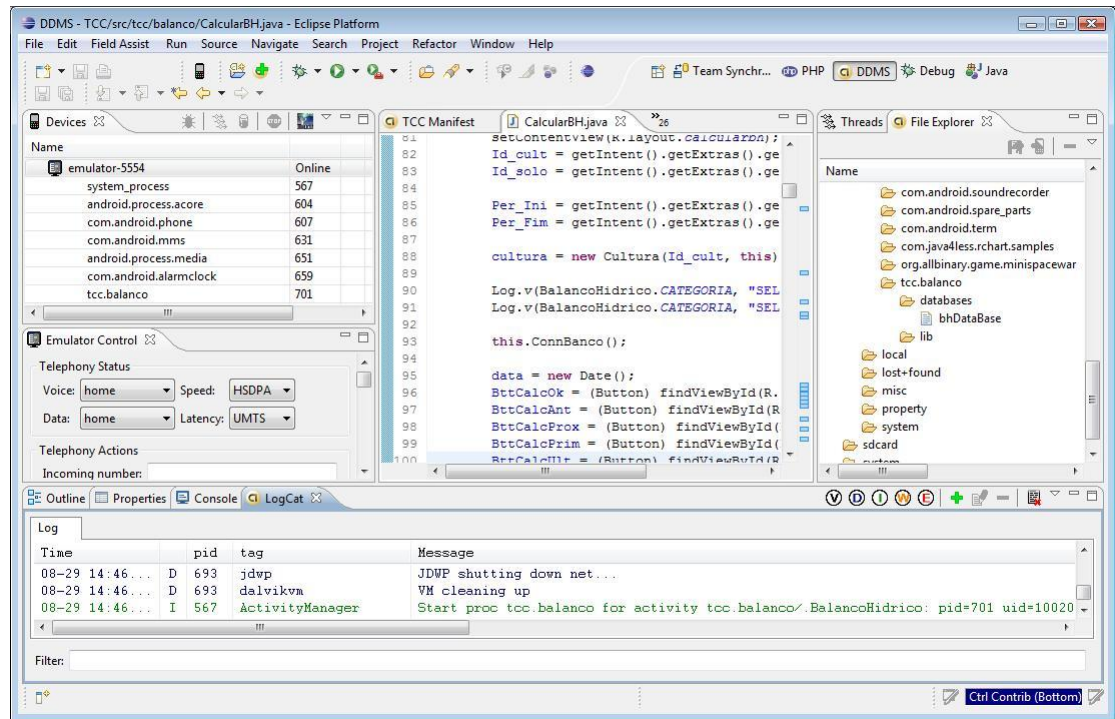 DDMS - TCC/src/tcc/balanco/CalcularBH.java - Eclipse Platform
File Edit Field Assist Run Source Navigate Search Project Refactor Window Help
Team Synchr... PHP DDMS Debug Java
Devices
Name
emulator-5554 Online
system_process 567
android.process.acore 604
com.android.phone 607
com.android.mms 631
android.process.media 651
com.android.alarmclock 659
tcc.balanco 701
Emulator Control
Telephony Status
Voice: home Speed: HSDPA
Data: home Latency: UMTS
Telephony Actions
Incoming number:
TCC Manifest CalcularBH.java »26
81 setContentView(R.layout.calcularbh);
82 Id_cult = getIntent().getExtras().ge
83 Id_solo = getIntent().getExtras().ge
84
85 Per_Ini = getIntent().getExtras().ge
86 Per_Fim = getIntent().getExtras().ge
87
88 cultura = new Cultura(Id_cult, this)
89
90 Log.v(BalancoHidrico.CATEGORIA, "SEL
91 Log.v(BalancoHidrico.CATEGORIA, "SEL
92
93 this.ConnBanco();
94
95 data = new Date();
96 BttCalcOk = (Button) findViewById(R.
97 BttCalcAnt = (Button) findViewById(R
98 BttCalcProx = (Button) findViewById(
99 BttCalcPrim = (Button) findViewById(
100 BttCalcUlt = (Button) findViewById(R
Threads File Explorer
Name
com.android.soundrecorder
com.android.spare_parts
com.android.term
com.java4less.rchart.samples
org.allbinary.game.minispacewar
tcc.balanco
databases
bhDataBase
lib
local
lost+found
misc
property
system
sdcard
system
Outline Properties Console LogCat V D I W E
Log
Time pid tag Message
08-29 14:46... D 693 jdwp JDWP shutting down net...
08-29 14:46... D 693 dalvikvm VM cleaning up
08-29 14:46... I 567 ActivityManager Start proc tcc.balanco for activity tcc.balanco/.BalancoHidrico: pid=701 uid=10020
Filter:
Ctrl Contrib (Bottom)